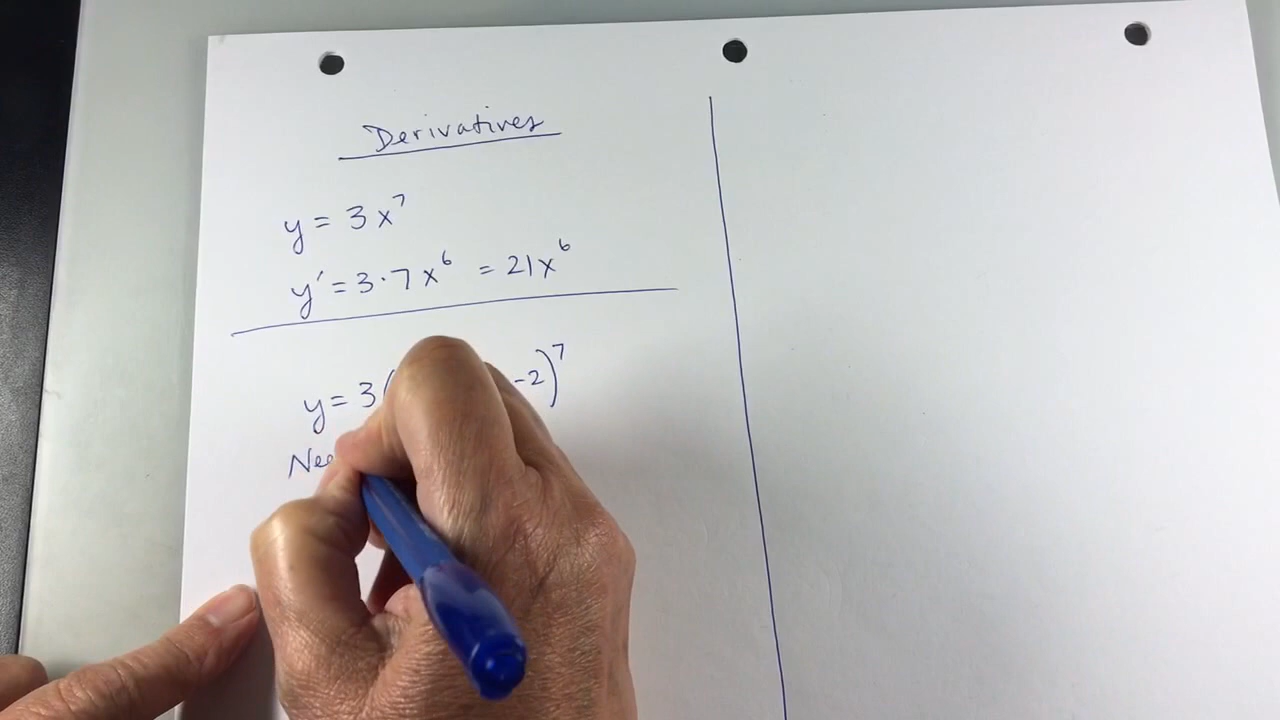 Derivatives
y = 3x⁷
y' = 3·7x⁶ = 21x⁶
y = 3( -2)⁷